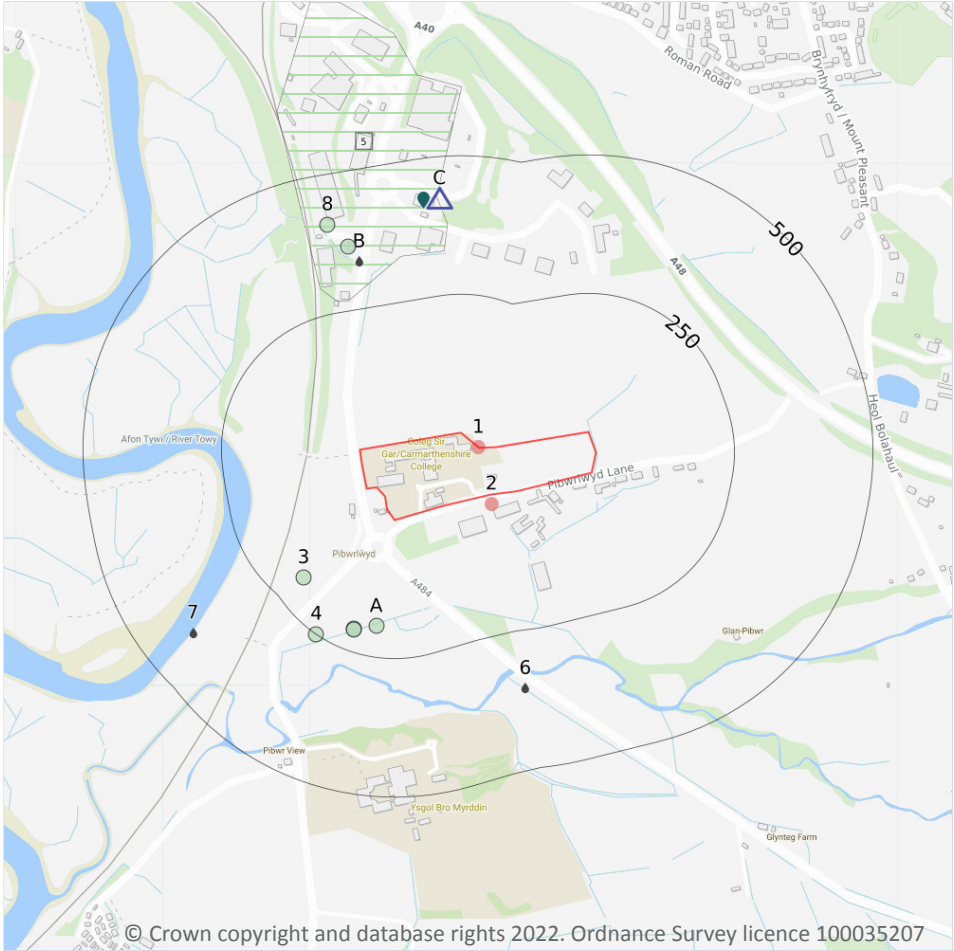 A40
Roman Road
Brynhyfryd / Mount Pleasant
5
C
8
B
500
A48
250
Heol Bolahaul
Afon Tywi / River Towy
1
Coleg Sir
Gar/Carmarthenshire
College
2
Pibwrlwyd Lane
Pibwrlwyd
3
A484
A
4
7
Glan-Pibwr
6
Pibwr View
Ysgol Bro Myrddin
Glynteg Farm
© Crown copyright and database rights 2022. Ordnance Survey licence 100035207